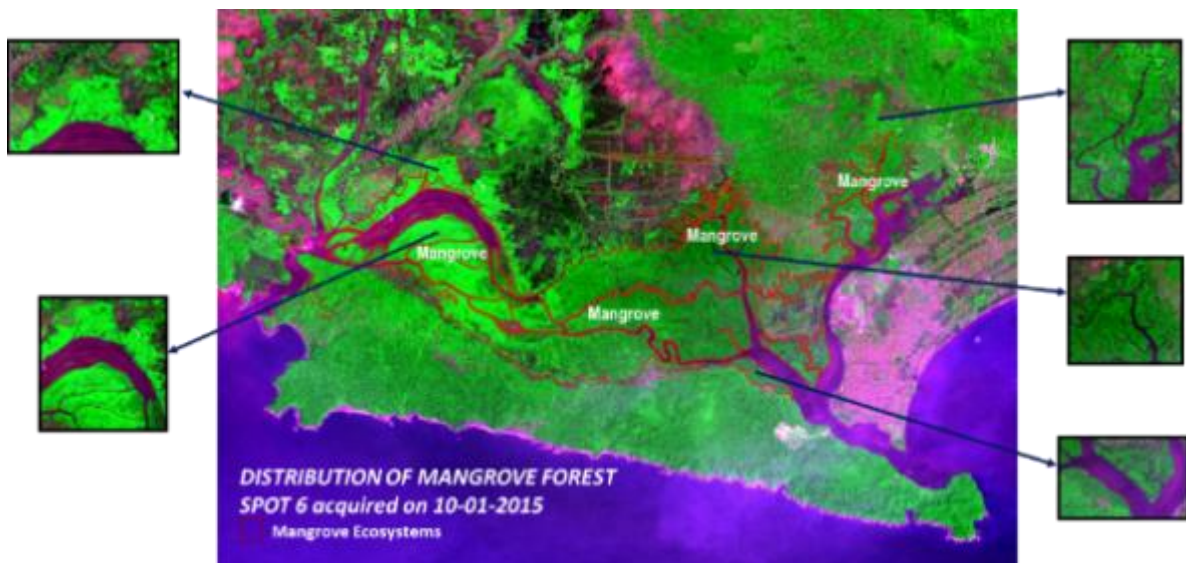 Mangrove
Mangrove
Mangrove
Mangrove
DISTRIBUTION OF MANGROVE FOREST
SPOT 6 acquired on 10-01-2015
Mangrove Ecosystems